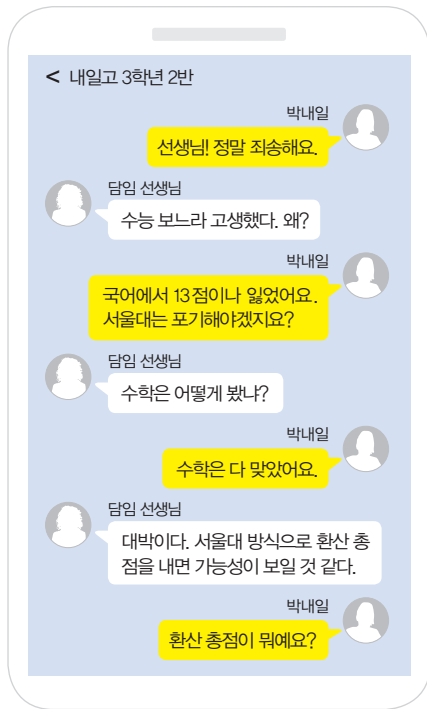 < 내일고 3학년 2반
박내일
선생님! 정말 죄송해요.
담임 선생님
수능 보느라 고생했다. 왜?
박내일
국어에서 13점이나 잃었어요.
서울대는 포기해야겠지요?
담임 선생님
수학은 어떻게 봤냐?
박내일
수학은 다 맞았어요.
담임 선생님
대박이다. 서울대 방식으로 환산 총
점을 내면 가능성이 보일 것 같다.
박내일
환산 총점이 뭐예요?